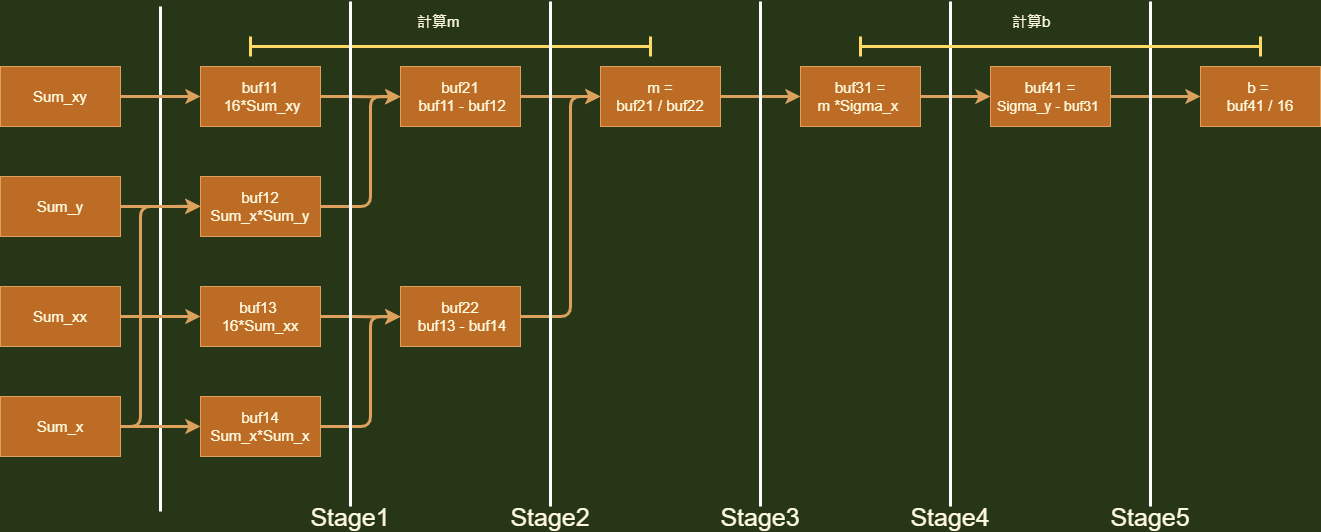 計算m
計算b
Sum_xy
buf11
16*Sum_xy
buf21
buf11 - buf12
m =
buf21 / buf22
buf31 =
m *Sigma_x
buf41 =
Sigma_y - buf31
b =
buf41 / 16
Sum_y
buf12
Sum_x*Sum_y
Sum_xx
buf13
16*Sum_xx
buf22
buf13 - buf14
Sum_x
buf14
Sum_x*Sum_x
Stage1
Stage2
Stage3
Stage4
Stage5